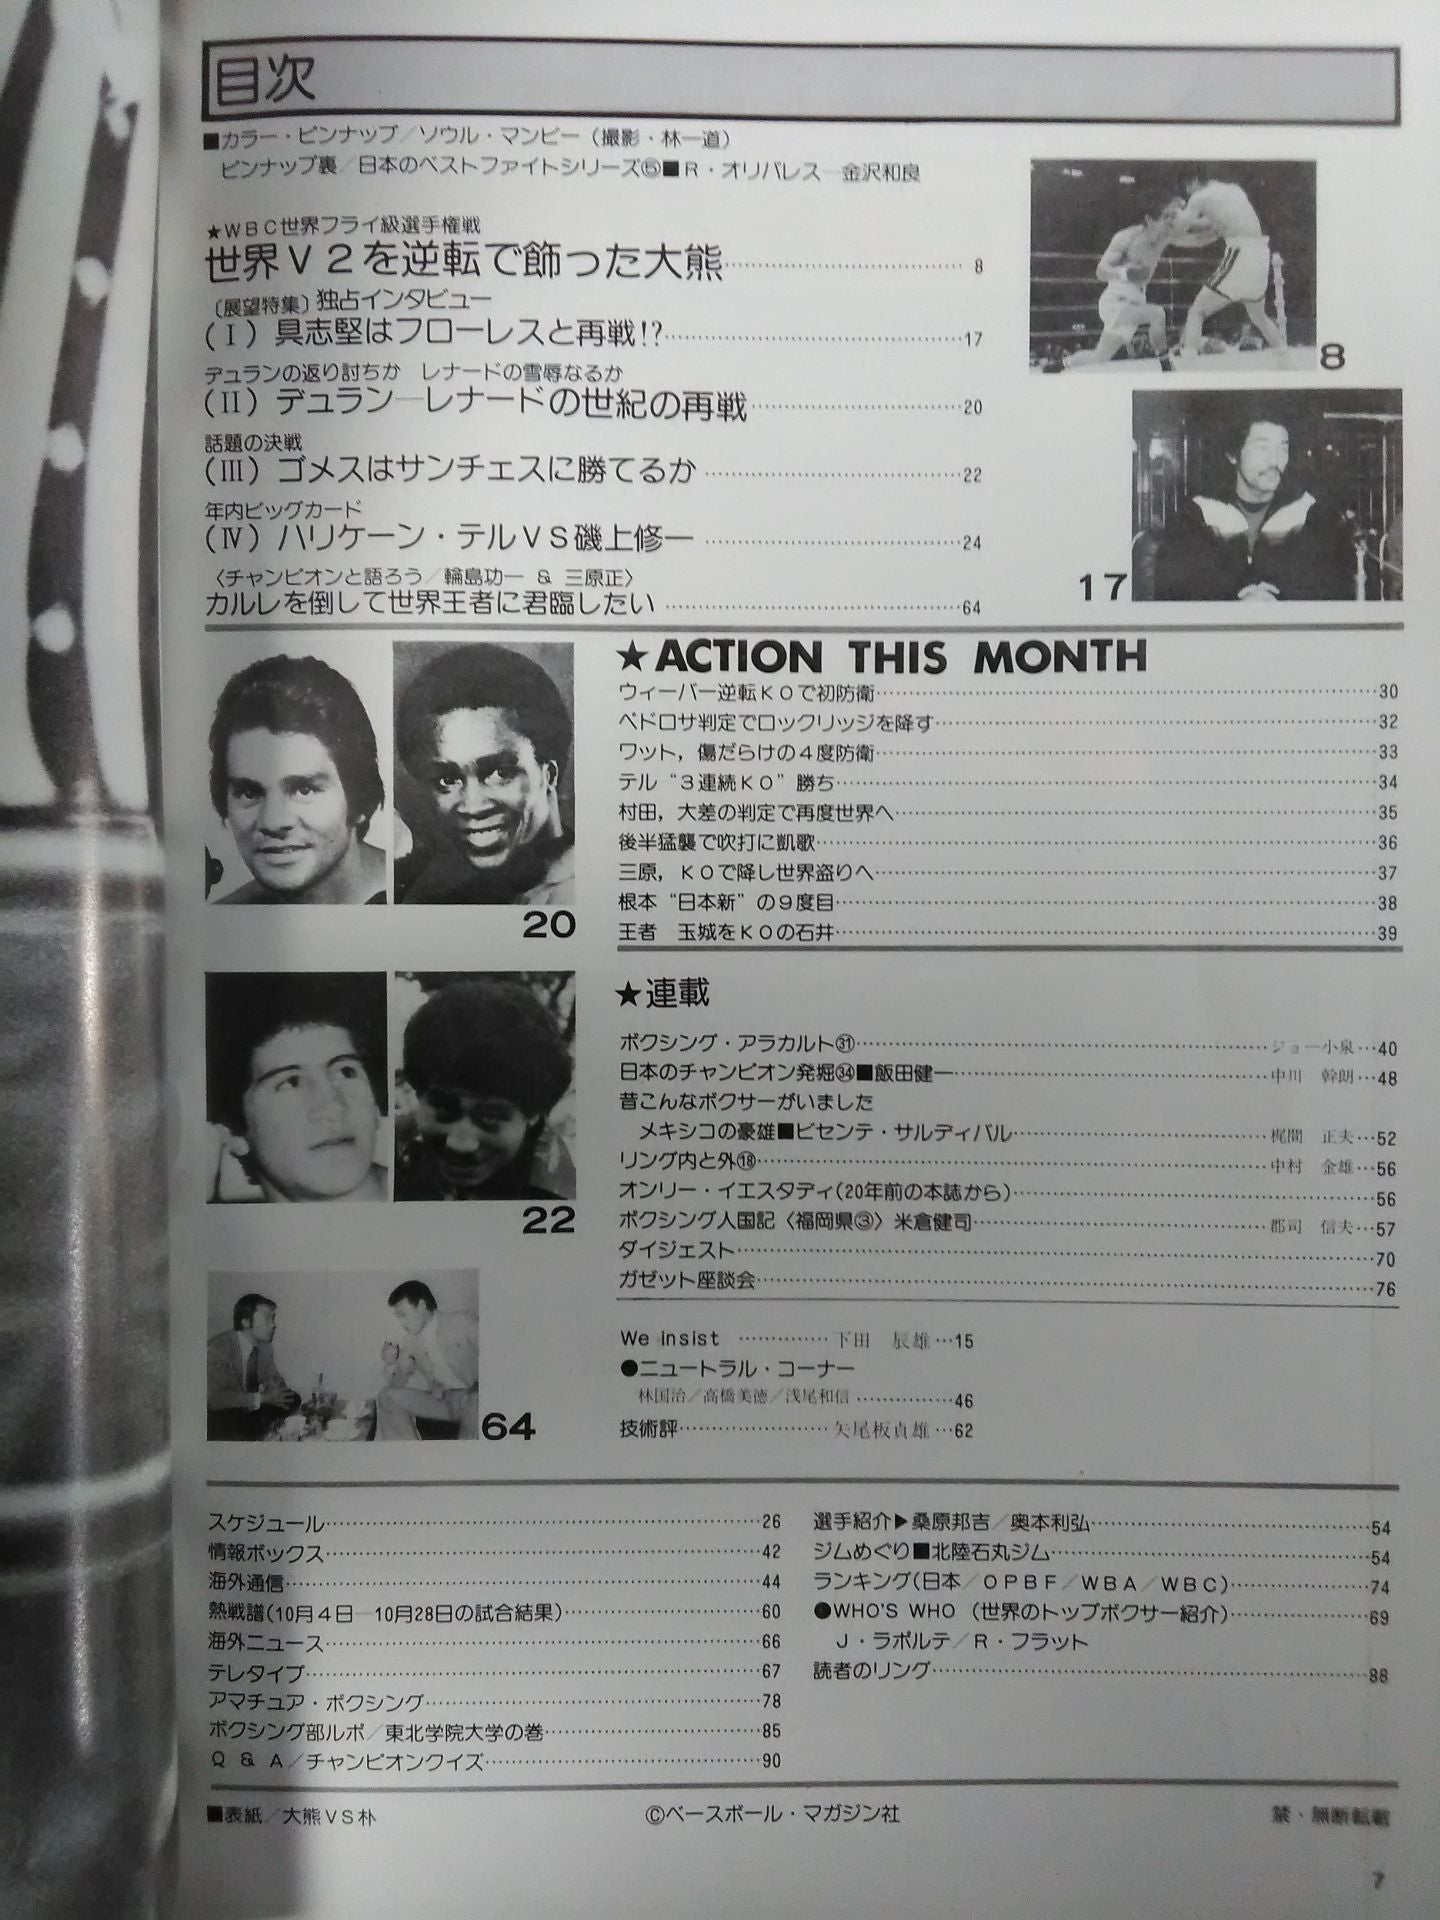 目次
■カラー・ピンナップ／ソウル・マンビー（撮影・林一道）
ピンナップ裏／日本のベストファイトシリーズ⑤■R・オリバレス―金沢和良
★WBC世界フライ級選手権戦
世界V2を逆転で飾った大熊……8
〔展望特集〕独占インタビュー
(Ⅰ) 具志堅はフローレスと再戦!?……17
デュランの返り討ちか　レナードの雪辱なるか
(Ⅱ) デュラン―レナードの世紀の再戦……20
話題の決戦
(Ⅲ) ゴメスはサンチェスに勝てるか……22
年内ビッグカード
(Ⅳ) ハリケーン・テルVS磯上修一……24
〈チャンピオンと語ろう／輪島功一 & 三原正〉
カルレを倒して世界王者に君臨したい……64
8
17
★ACTION THIS MONTH
ウィーバー逆転KOで初防衛……30
ペドロサ判定でロックリッジを降す……32
ワット，傷だらけの4度防衛……33
テル“3連続KO”勝ち……34
村田，大差の判定で再度世界へ……35
後半猛襲で吹打に凱歌……36
三原，KOで降し世界盗りへ……37
根本“日本新”の9度目……38
王者　玉城をKOの石井……39
20
★連載
ボクシング・アラカルト㉛……ジョー小泉…40
日本のチャンピオン発掘㉞■飯田健一……中川　幹朗…48
昔こんなボクサーがいました
メキシコの豪雄■ビセンテ・サルディバル……梶間　正夫…52
リング内と外⑱……中村　金雄…56
オンリー・イエスタディ(20年前の本誌から)……56
ボクシング人国記〈福岡県③〉米倉健司……郡司　信夫…57
ダイジェスト……70
ガゼット座談会……76
22
We insist ……下田　辰雄…15
●ニュートラル・コーナー
林国治／高橋美徳／浅尾和信……46
技術評……矢尾板貞雄…62
64
スケジュール……26
情報ボックス……42
海外通信……44
熱戦譜(10月4日―10月28日の試合結果)……60
海外ニュース……66
テレタイプ……67
アマチュア・ボクシング……78
ボクシング部ルポ／東北学院大学の巻……85
Q & A／チャンピオンクイズ……90
選手紹介▶桑原邦吉／奥本利弘……54
ジムめぐり■北陸石丸ジム……54
ランキング(日本／OPBF／WBA／WBC)……74
●WHO'S WHO (世界のトップボクサー紹介)……69
J・ラポルテ／R・フラット
読者のリング……88
■表紙／大熊VS朴
©ベースボール・マガジン社
禁・無断転載
7